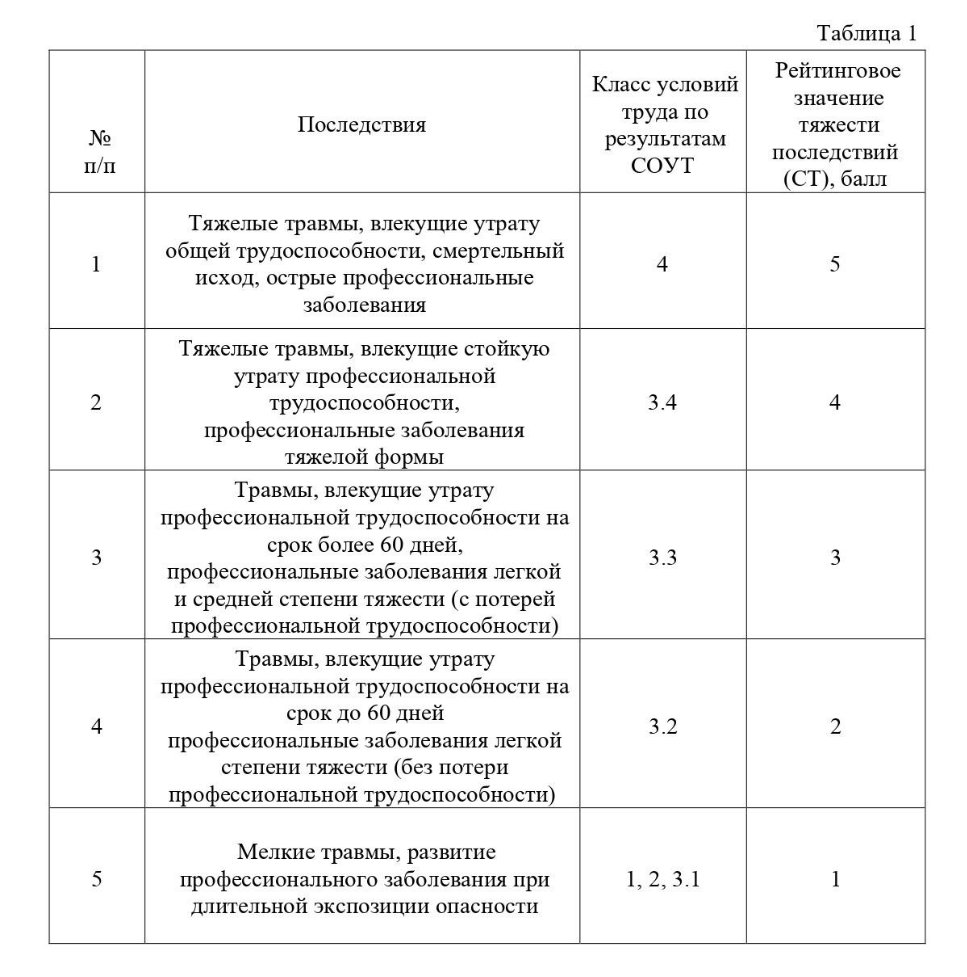 Таблица 1
№
п/п
Последствия
Класс условий
труда по
результатам
СОУТ
Рейтинговое
значение
тяжести
последствий
(СТ), балл
1
Тяжелые травмы, влекущие утрату
общей трудоспособности, смертельный
исход, острые профессиональные
заболевания
4
5
2
Тяжелые травмы, влекущие стойкую
утрату профессиональной
трудоспособности,
профессиональные заболевания
тяжелой формы
3.4
4
3
Травмы, влекущие утрату
профессиональной трудоспособности на
срок более 60 дней,
профессиональные заболевания легкой
и средней степени тяжести (с потерей
профессиональной трудоспособности)
3.3
3
4
Травмы, влекущие утрату
профессиональной трудоспособности на
срок до 60 дней
профессиональные заболевания легкой
степени тяжести (без потери
профессиональной трудоспособности)
3.2
2
5
Мелкие травмы, развитие
профессионального заболевания при
длительной экспозиции опасности
1, 2, 3.1
1